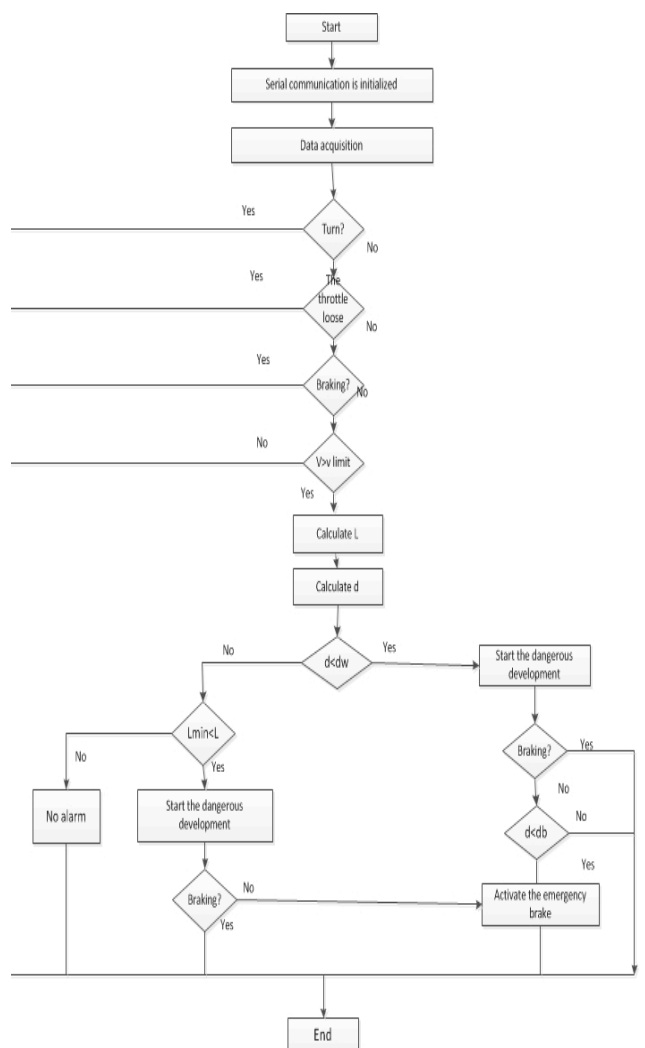 Start
Serial communication is initialized
Data acquisition
Yes
Turn?
No
Yes
The
throttle
loose
No
Yes
Braking?
No
No
V>v limit
Yes
Calculate L
Calculate d
No
d<dw
Yes
Start the dangerous
development
Lmin<L
No
Yes
Braking?
Yes
No
No alarm
Start the dangerous
development
d<db
No
Yes
Braking?
No
Yes
Activate the emergency
brake
End